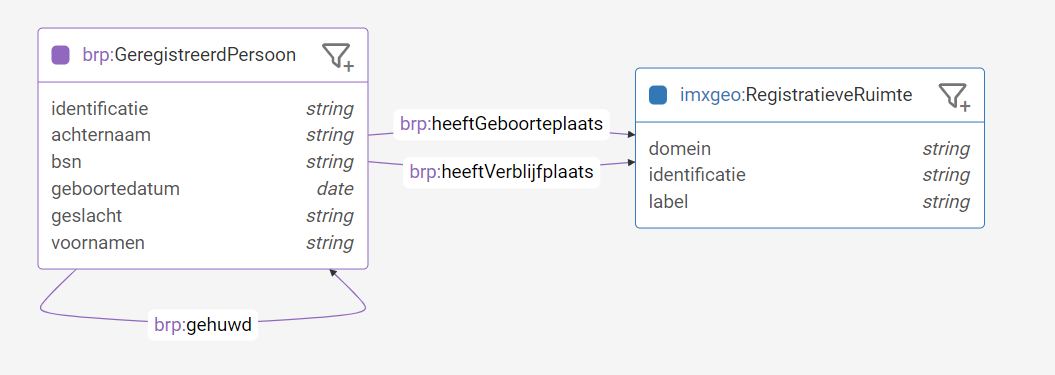 brp:GeregistreerdPersoon
identificatie string
achternaam string
bsn string
geboortedatum date
geslacht string
voornamen string
brp:heeftGeboorteplaats
brp:heeftVerblijfplaats
brp:gehuwd
imxgeo:RegistratieveRuimte
domein string
identificatie string
label string